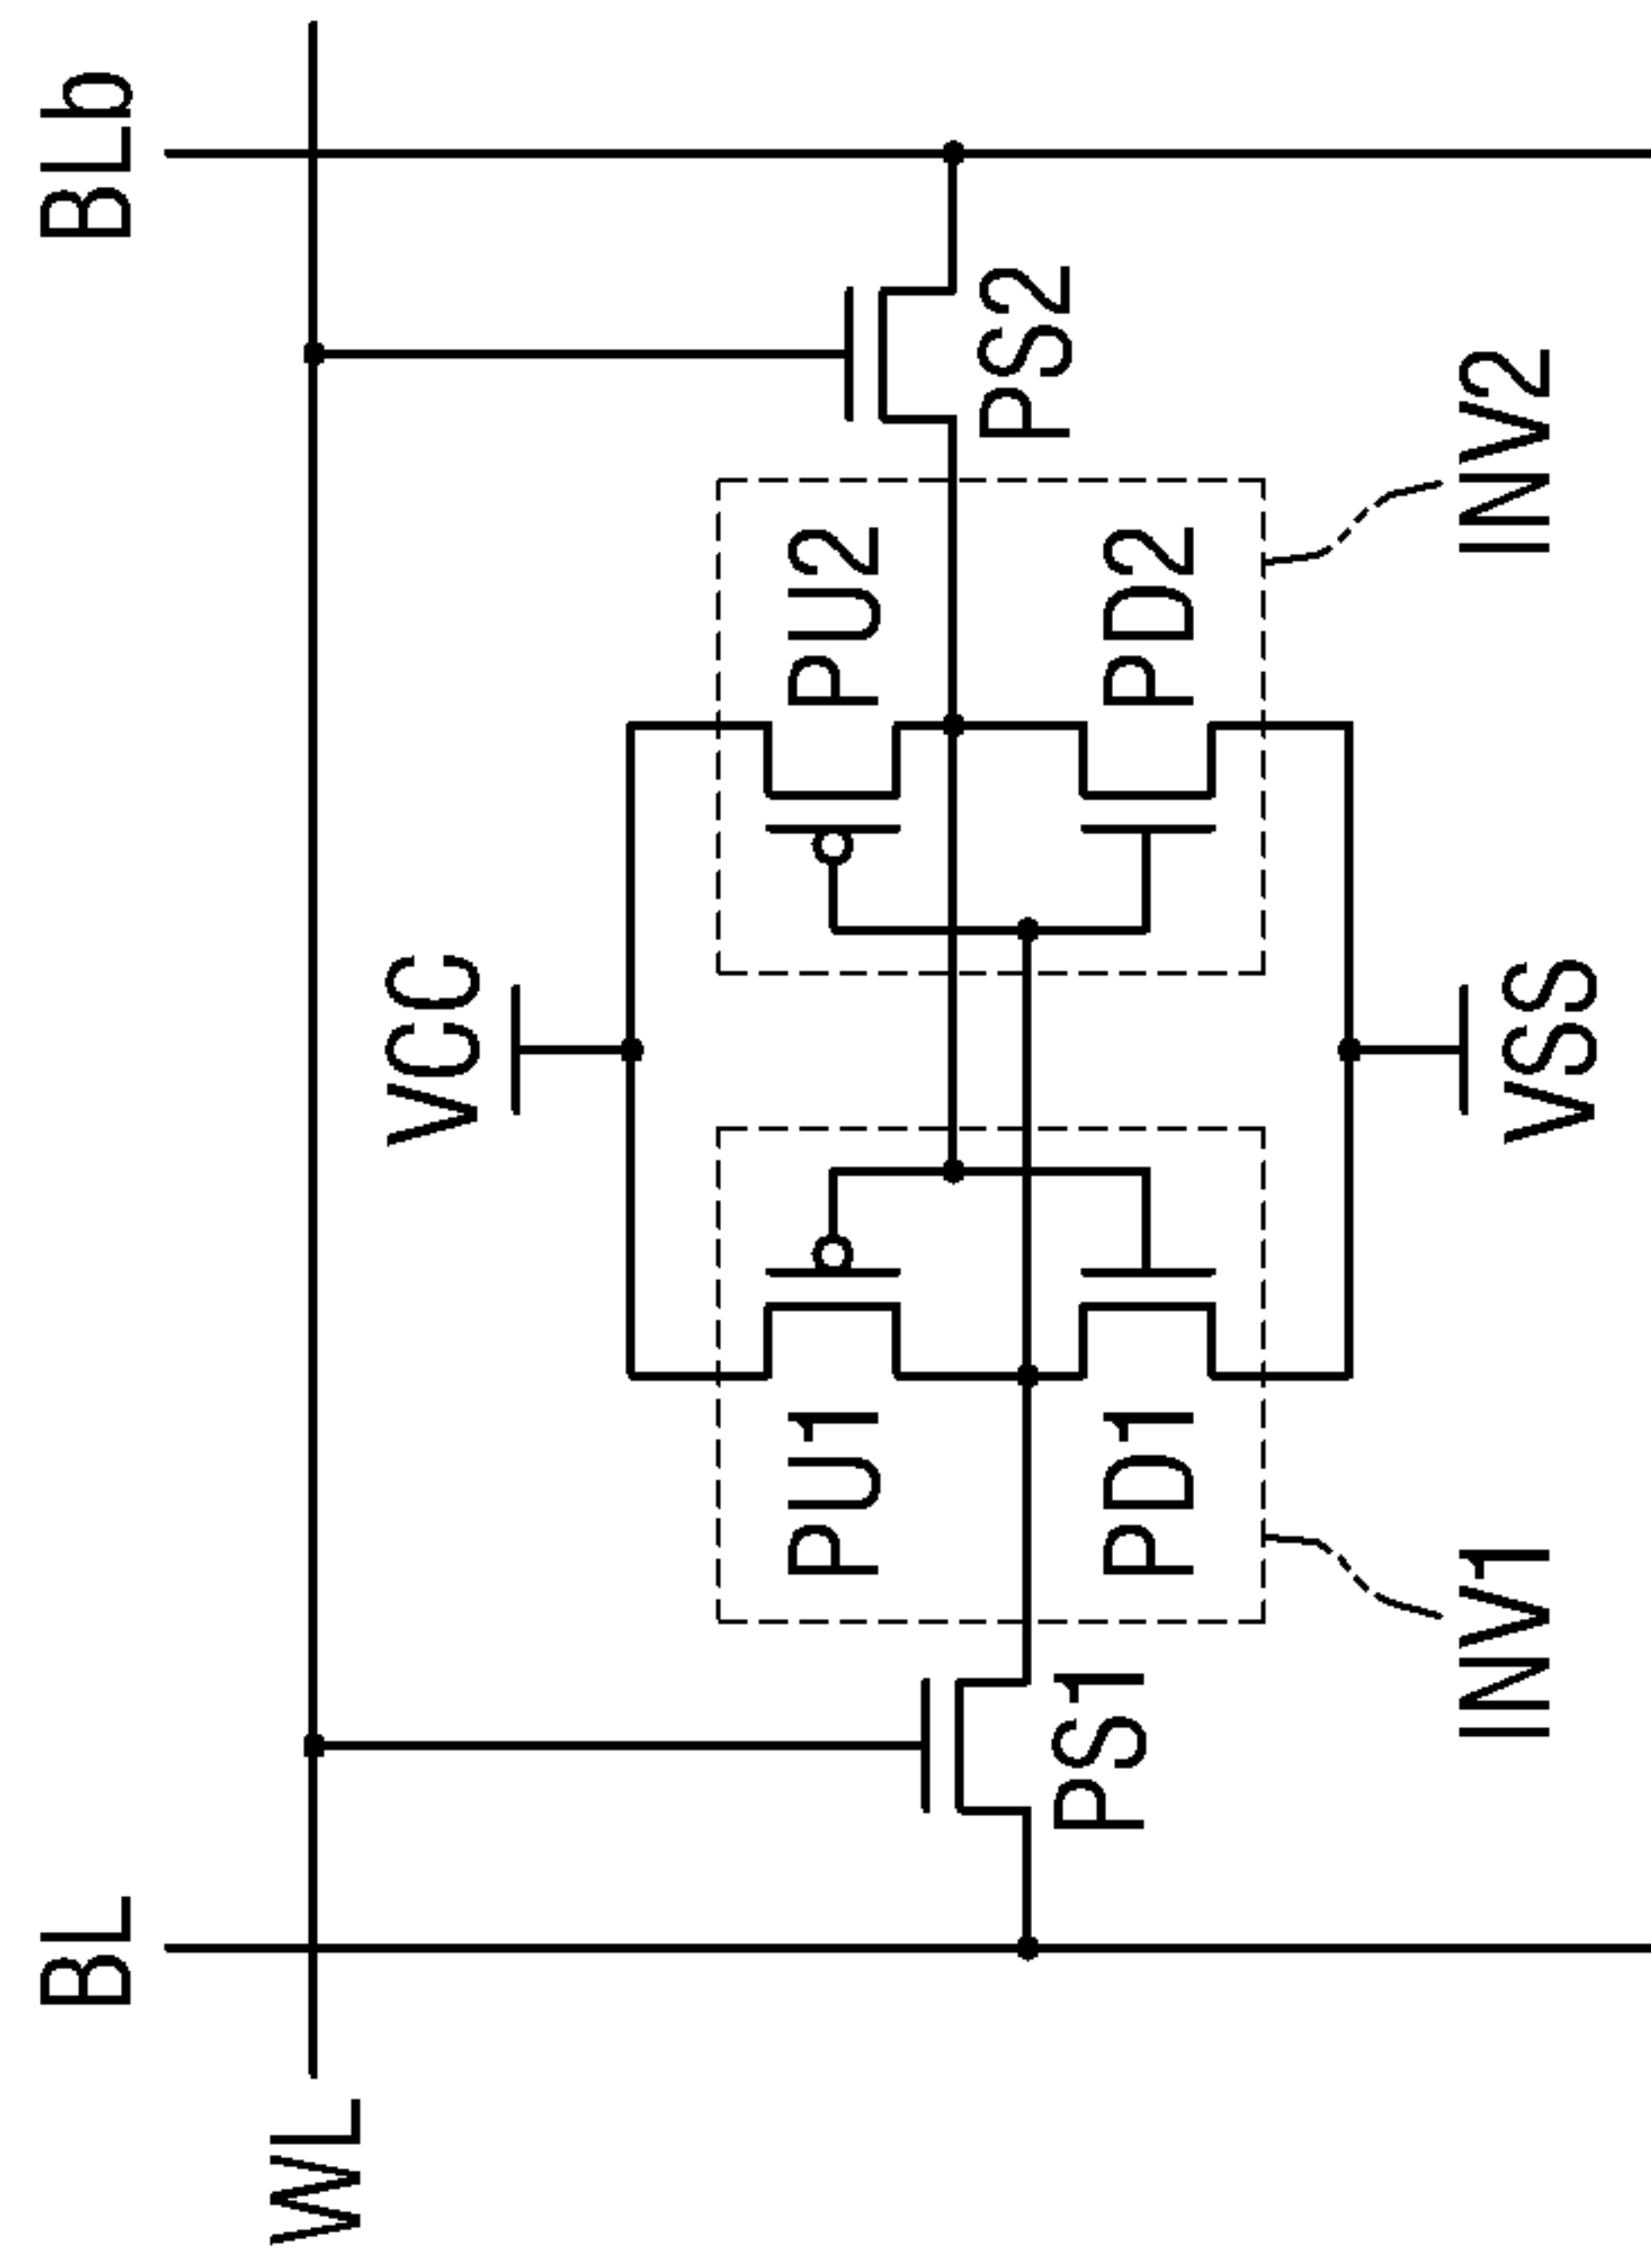 BL
BLb
WL
VCC
PU1
PU2
PS2
PS1
PD1
PD2
INV1
VSS
INV2